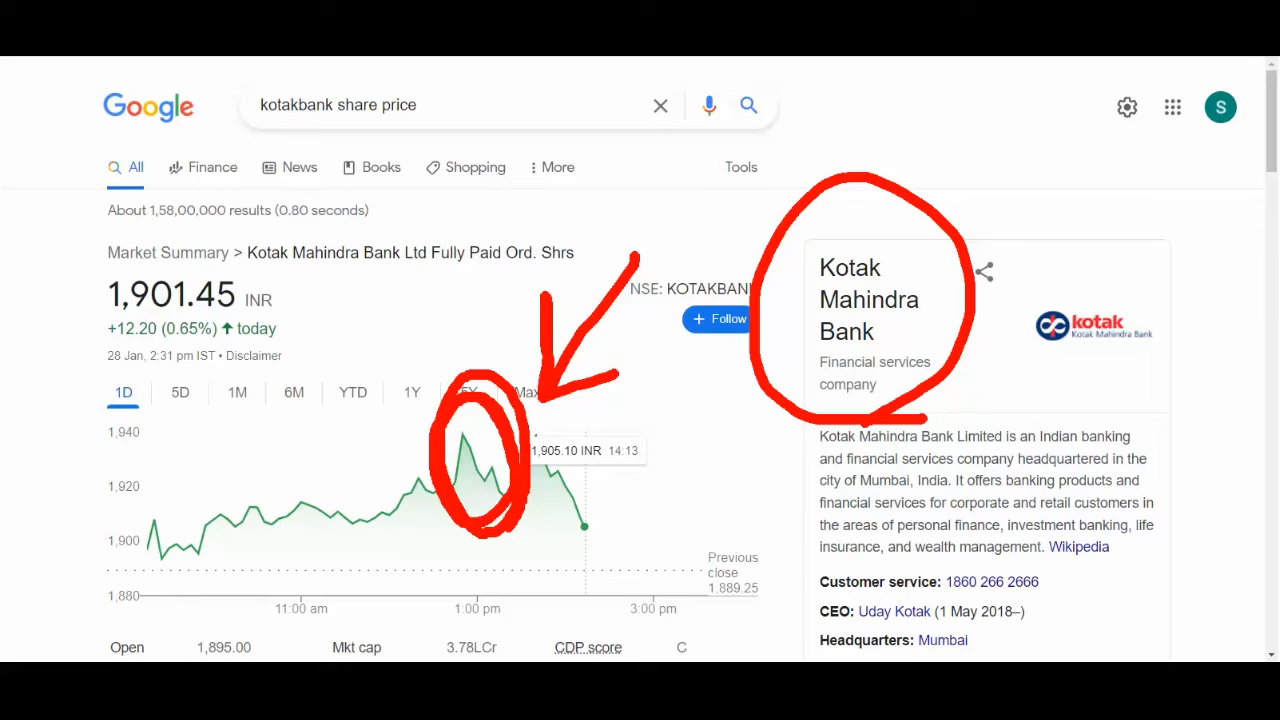 Google
kotakbank share price
S
All
Finance
News
Books
Shopping
More
Tools
About 1,58,00,000 results (0.80 seconds)
Market Summary > Kotak Mahindra Bank Ltd Fully Paid Ord. Shrs
1,901.45 INR
NSE: KOTAKBANK
+12.20 (0.65%) today
+ Follow
28 Jan, 2:31 pm IST • Disclaimer
1D
5D
1M
6M
YTD
1Y
5Y
Max
1,940
1,920
1,900
1,880
1,905.10 INR 14:13
Previous
close
1,889.25
11:00 am
1:00 pm
3:00 pm
Open 1,895.00
Mkt cap 3.78LCr
CDP score C
Kotak
Mahindra
Bank
Financial services
company
kotak
Kotak Mahindra Bank
Kotak Mahindra Bank Limited is an Indian banking
and financial services company headquartered in the
city of Mumbai, India. It offers banking products and
financial services for corporate and retail customers in
the areas of personal finance, investment banking, life
insurance, and wealth management. Wikipedia
Customer service: 1860 266 2666
CEO: Uday Kotak (1 May 2018–)
Headquarters: Mumbai